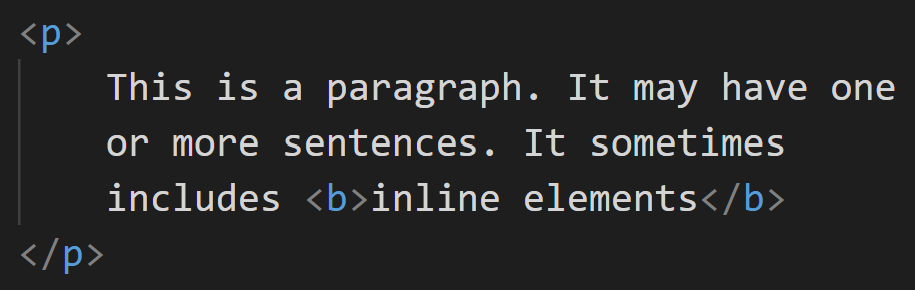 <p>
This is a paragraph. It may have one
or more sentences. It sometimes
includes <b>inline elements</b>
</p>